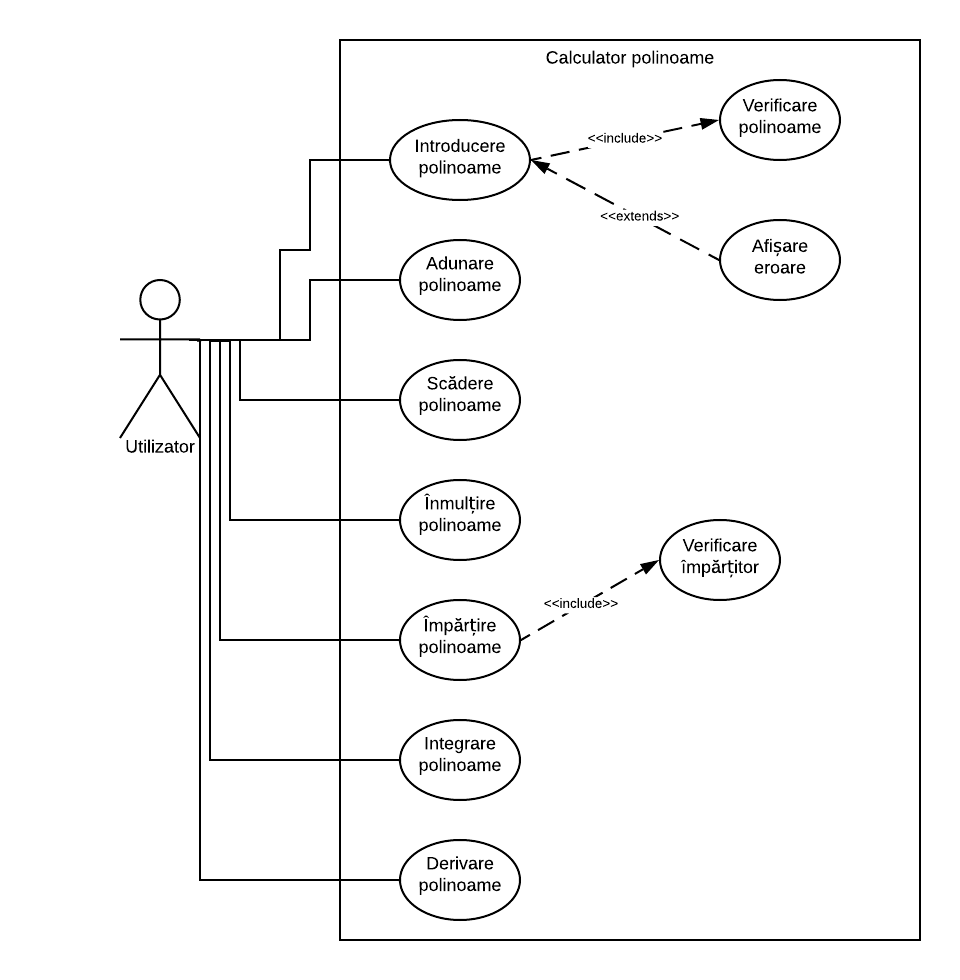 Calculator polinoame
Verificare
polinoame
<<include>>
Introducere
polinoame
<<extends>>
Afișare
eroare
Adunare
polinoame
Scădere
polinoame
Utilizator
Înmulțire
polinoame
Verificare
împărțitor
<<include>>
Împărțire
polinoame
Integrare
polinoame
Derivare
polinoame